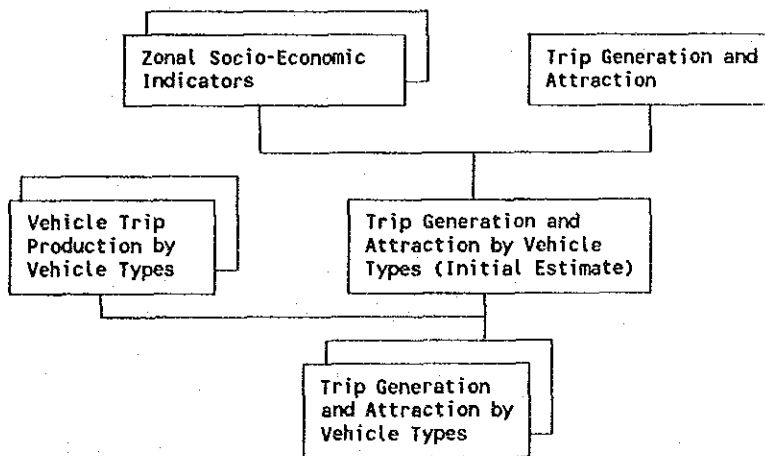 Zonal Socio-Economic
Indicators
Trip Generation and
Attraction
Vehicle Trip
Production by
Vehicle Types
Trip Generation and
Attraction by Vehicle
Types (Initial Estimate)
Trip Generation
and Attraction by
Vehicle Types